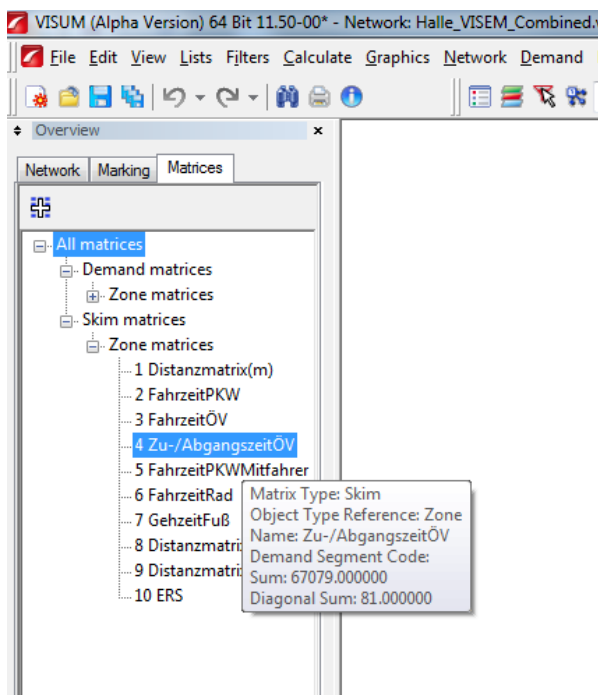 VISUM (Alpha Version) 64 Bit 11.50-00* - Network: Halle_VISEM_Combined.v
File Edit View Lists Filters Calculate Graphics Network Demand
Overview x
Network Marking Matrices
All matrices
Demand matrices
Zone matrices
Skim matrices
Zone matrices
1 Distanzmatrix(m)
2 FahrzeitPKW
3 FahrzeitÖV
4 Zu-/AbgangszeitÖV
5 FahrzeitPKWMitfahrer
6 FahrzeitRad
7 GehzeitFuß
8 Distanzmatri
9 Distanzmatri
10 ERS
Matrix Type: Skim
Object Type Reference: Zone
Name: Zu-/AbgangszeitÖV
Demand Segment Code:
Sum: 67079.000000
Diagonal Sum: 81.000000